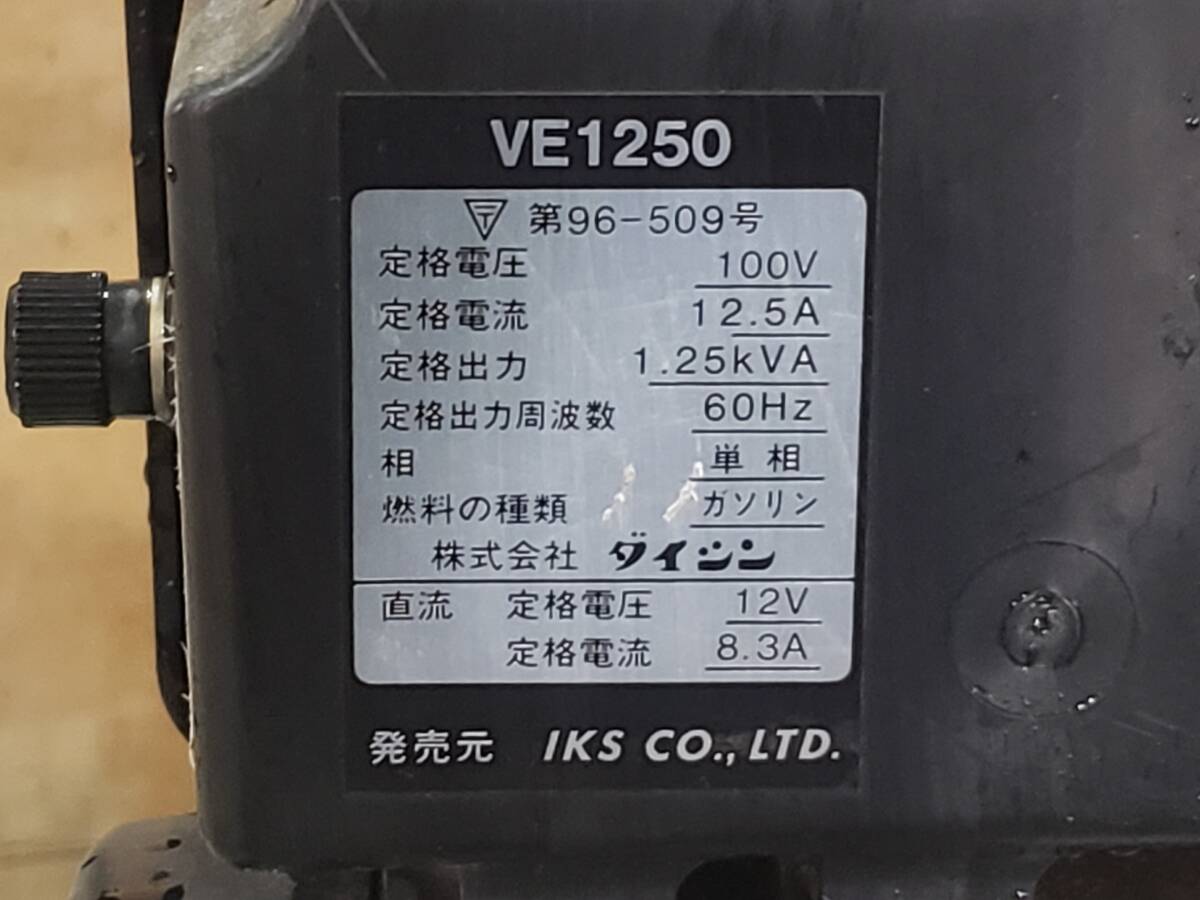 VE1250
〒 第96-509号
定格電圧 100V
定格電流 12.5A
定格出力 1.25kVA
定格出力周波数 60Hz
相 単相
燃料の種類 ガソリン
株式会社 ダイシン
直流 定格電圧 12V
定格電流 8.3A
発売元 IKS CO., LTD.